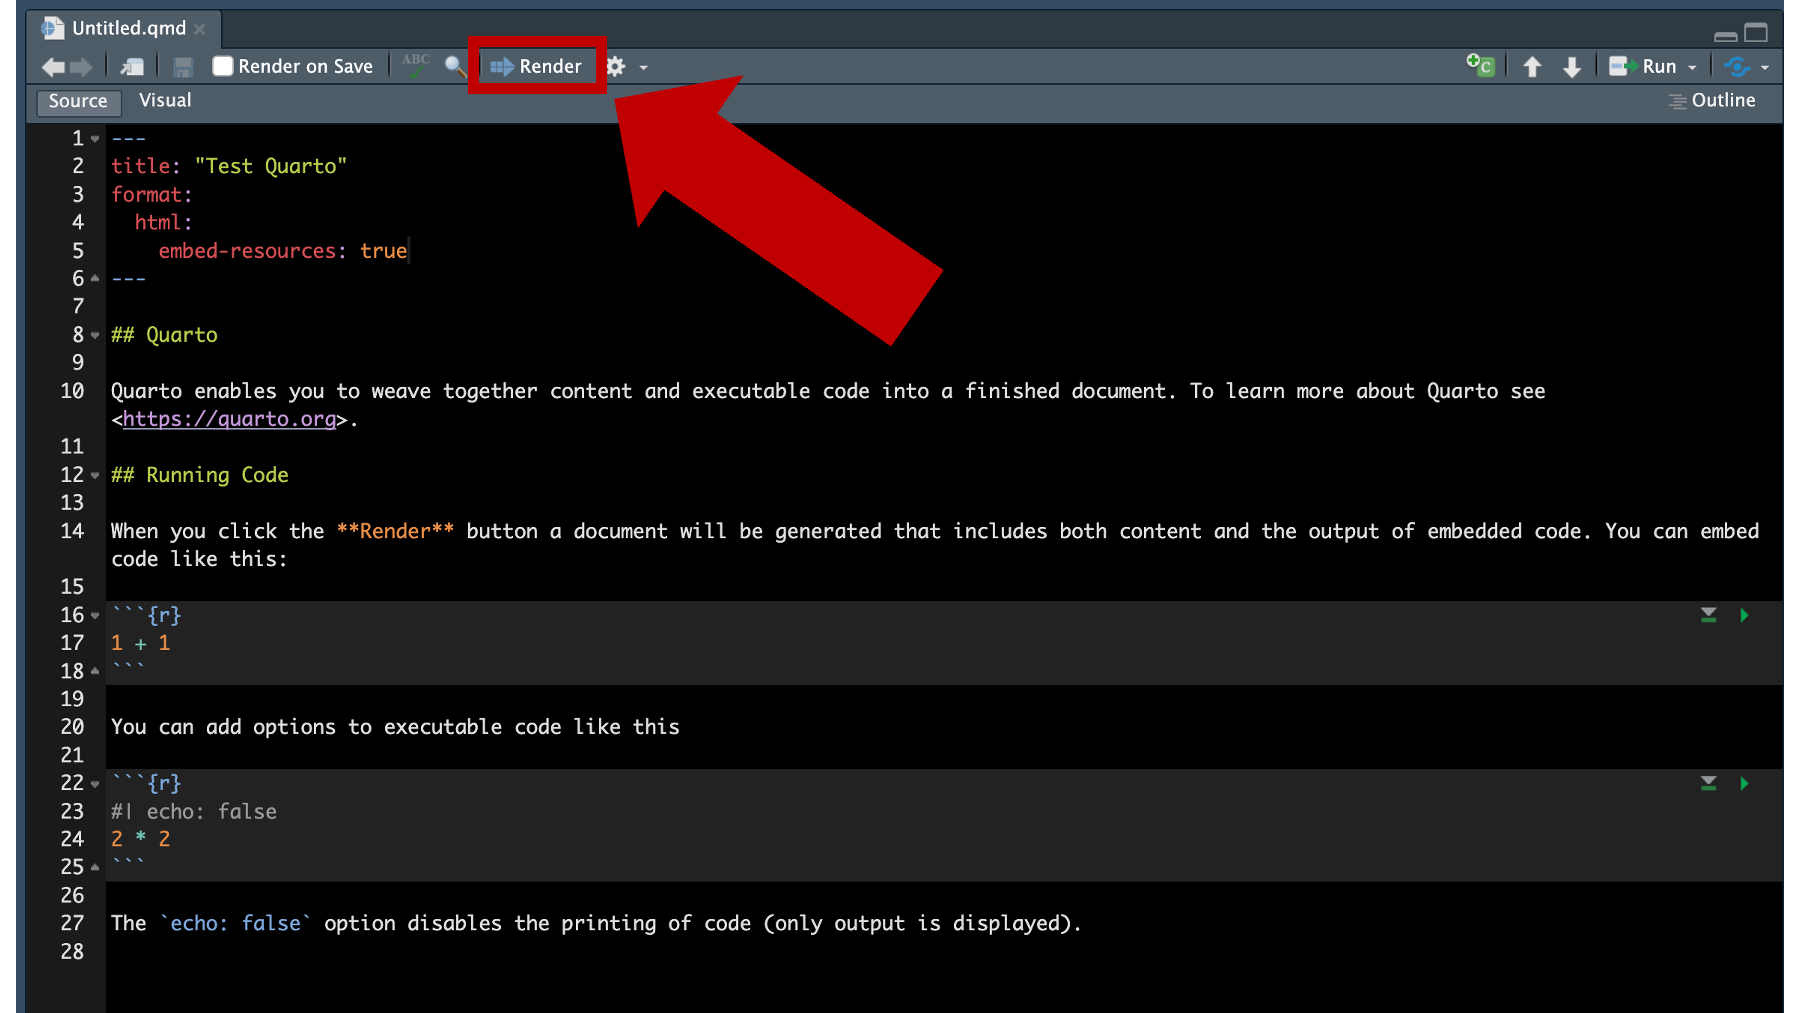 Untitled.qmd
Render on Save ABC Render Run
Source Visual Outline
1 ---
2 title: "Test Quarto"
3 format:
4   html:
5     embed-resources: true
6 ---
7
8 ## Quarto
9
10 Quarto enables you to weave together content and executable code into a finished document. To learn more about Quarto see
<https://quarto.org>.
11
12 ## Running Code
13
14 When you click the **Render** button a document will be generated that includes both content and the output of embedded code. You can embed
code like this:
15
16 ```{r}
17 1 + 1
18 ```
19
20 You can add options to executable code like this
21
22 ```{r}
23 #| echo: false
24 2 * 2
25 ```
26
27 The `echo: false` option disables the printing of code (only output is displayed).
28